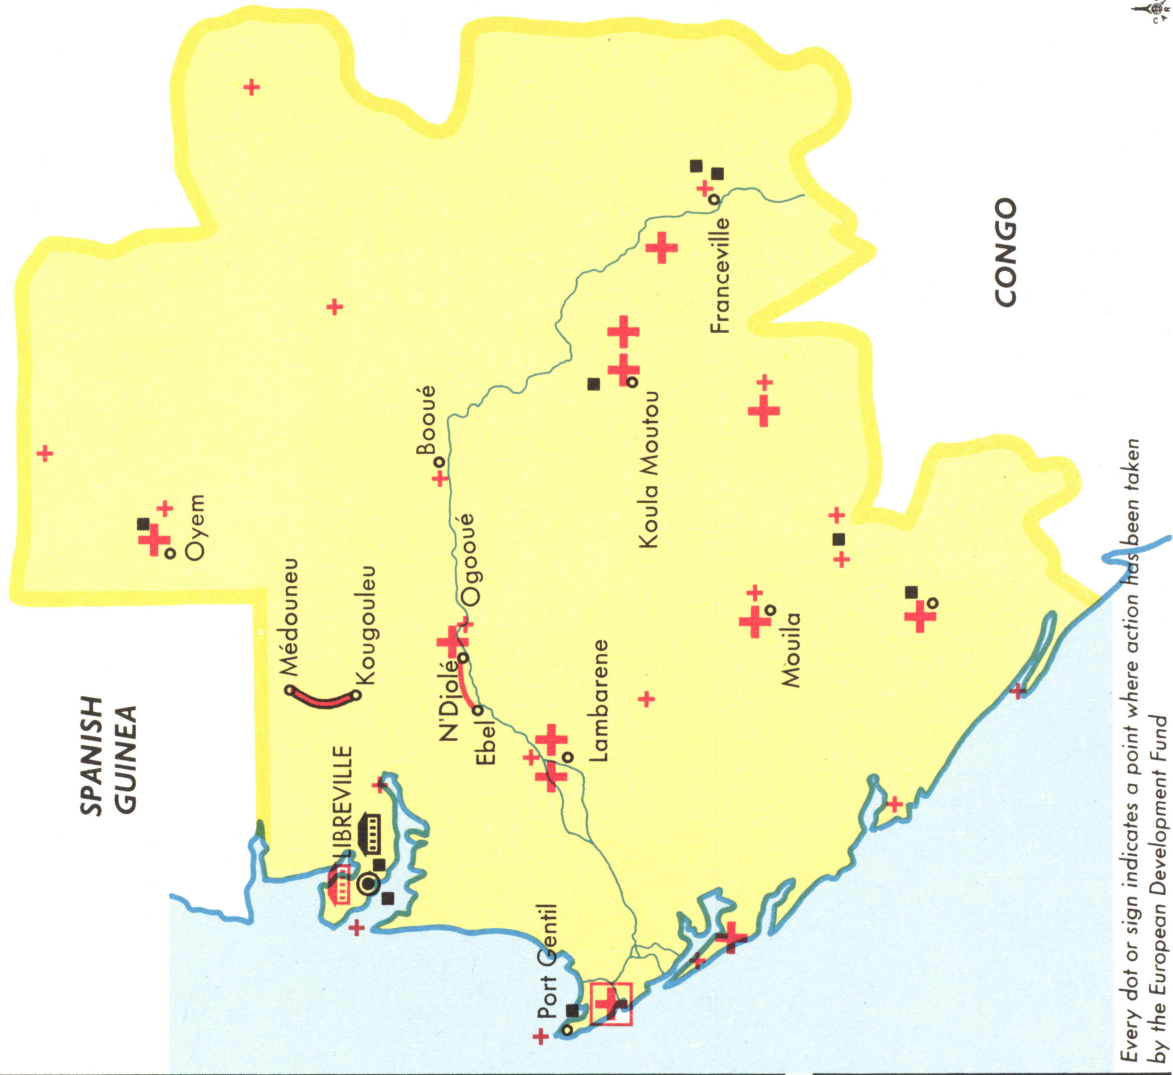 SPANISH
GUINEA
Oyem
Médouneu
Kougouleu
LIBREVILLE
Booué
Ogooué
N'Djolé
Ebel
Lambarene
Port Gentil
Koula Moutou
Franceville
Mouila
CONGO
Every dot or sign indicates a point where action has been taken
by the European Development Fund